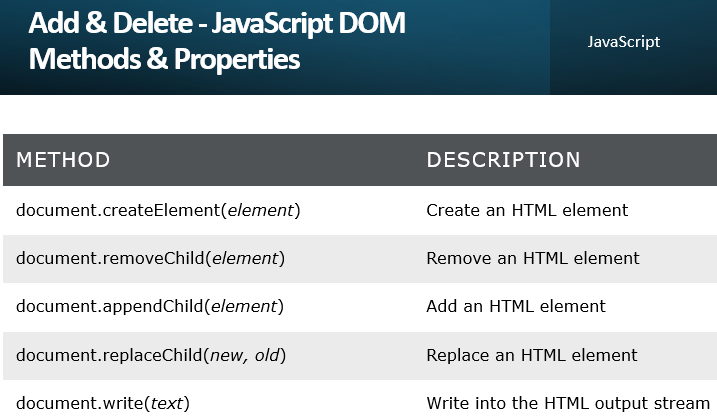 Add & Delete - JavaScript DOM
Methods & Properties
JavaScript
METHOD DESCRIPTION
document.createElement(element) Create an HTML element
document.removeChild(element) Remove an HTML element
document.appendChild(element) Add an HTML element
document.replaceChild(new, old) Replace an HTML element
document.write(text) Write into the HTML output stream